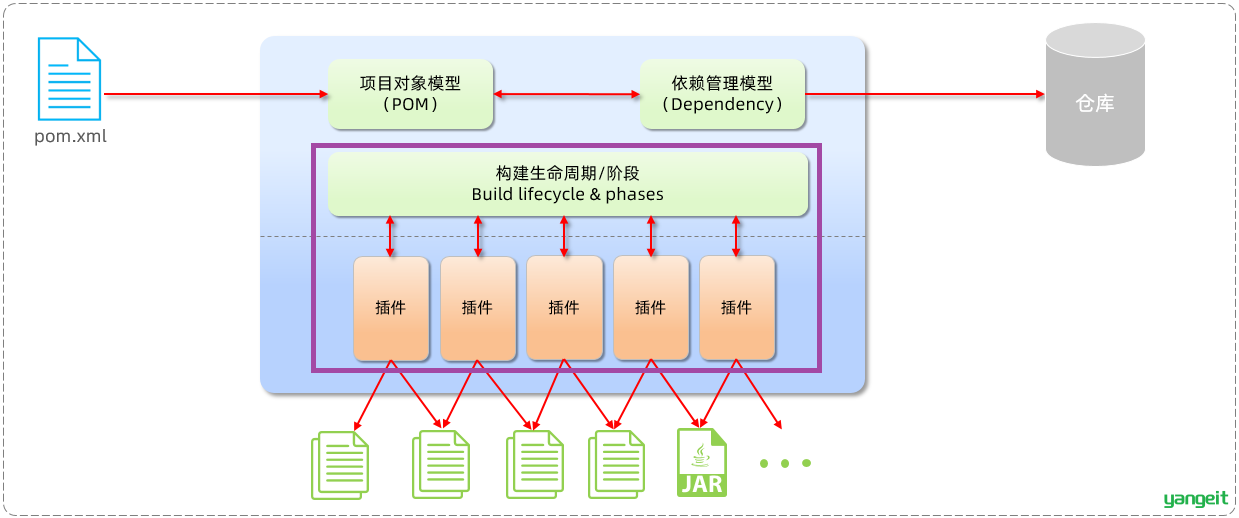 项目对象模型
（POM）
依赖管理模型
（Dependency）
仓库
pom.xml
构建生命周期/阶段
Build lifecycle & phases
插件
插件
插件
插件
插件
JAR
yangeit